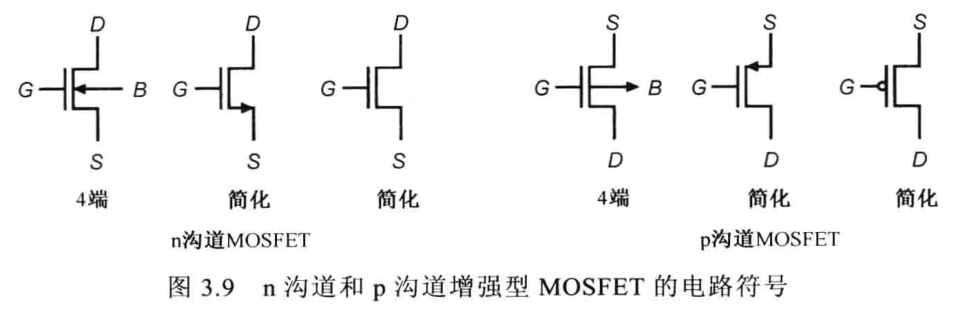 D D D S S S
G B G G G B G G
S S S D D D
4端 简化 简化 4端 简化 简化
n沟道MOSFET p沟道MOSFET
图 3.9 n 沟道和 p 沟道增强型 MOSFET 的电路符号